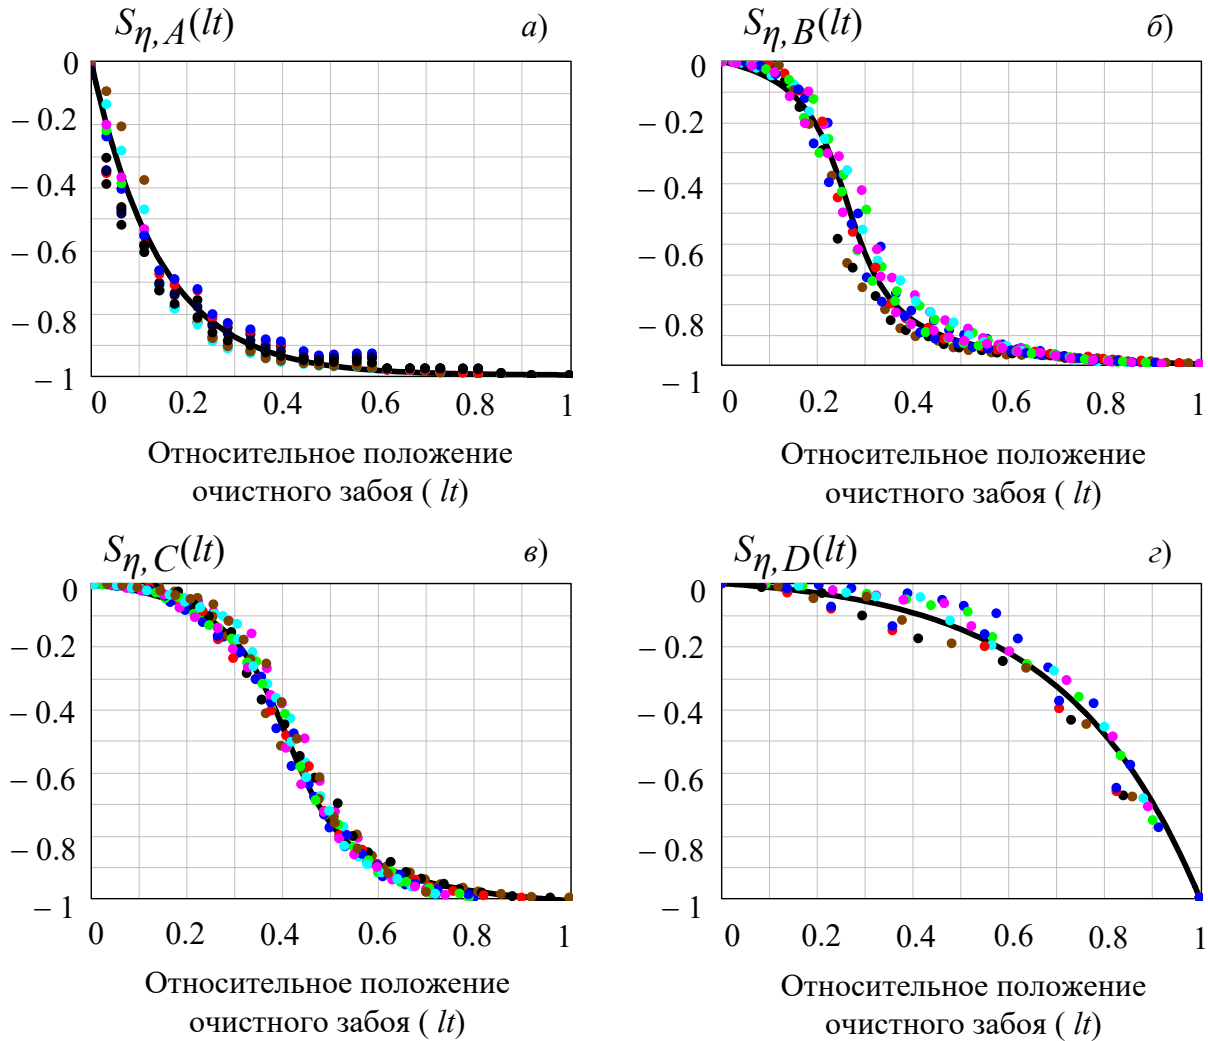 S_η, A(lt) а)
0
– 0.2
– 0.4
– 0.6
– 0.8
– 1
0 0.2 0.4 0.6 0.8 1
Относительное положение
очистного забоя ( lt)
S_η, B(lt) б)
0
– 0.2
– 0.4
– 0.6
– 0.8
– 1
0 0.2 0.4 0.6 0.8 1
Относительное положение
очистного забоя ( lt)
S_η, C(lt) в)
0
– 0.2
– 0.4
– 0.6
– 0.8
– 1
0 0.2 0.4 0.6 0.8 1
Относительное положение
очистного забоя ( lt)
S_η, D(lt) г)
0
– 0.2
– 0.4
– 0.6
– 0.8
– 1
0 0.2 0.4 0.6 0.8 1
Относительное положение
очистного забоя ( lt)